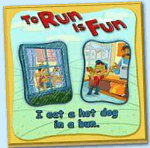 To Run is Fun
I eat a hot dog
in a bun.